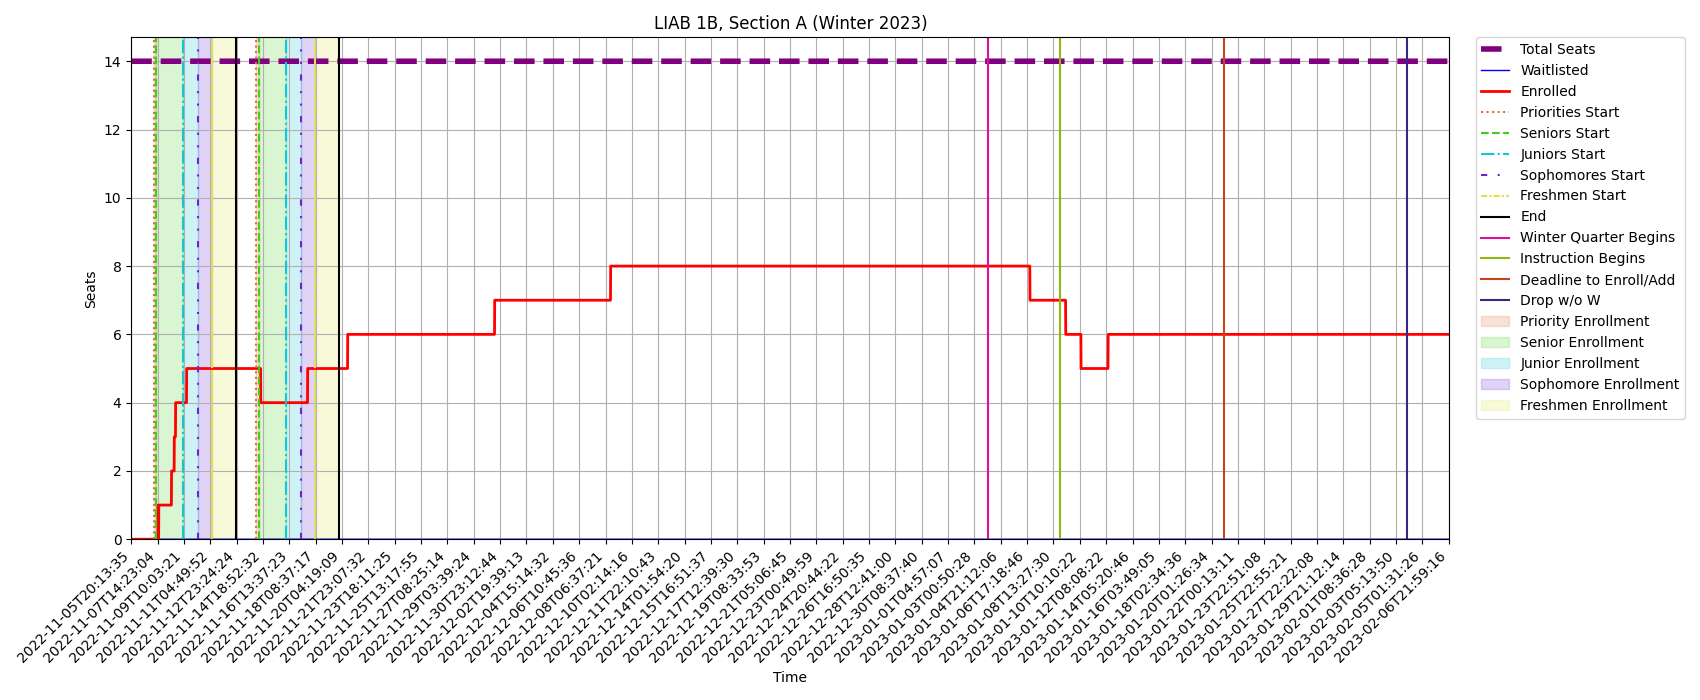 LIAB 1B, Section A (Winter 2023)
Seats
14
12
10
8
6
4
2
0
2022-11-05T20:13:35
2022-11-07T14:23:04
2022-11-09T10:03:21
2022-11-11T04:49:52
2022-11-12T23:24:24
2022-11-14T18:52:32
2022-11-16T13:37:23
2022-11-18T08:37:17
2022-11-20T04:19:09
2022-11-21T23:07:32
2022-11-23T18:11:25
2022-11-25T13:17:55
2022-11-27T08:25:14
2022-11-29T03:39:24
2022-11-30T23:12:44
2022-12-02T19:39:13
2022-12-04T15:14:32
2022-12-06T10:45:36
2022-12-08T06:37:21
2022-12-10T02:14:16
2022-12-11T22:10:43
2022-12-14T01:54:20
2022-12-15T16:51:37
2022-12-17T12:39:30
2022-12-19T08:33:53
2022-12-21T05:06:45
2022-12-23T00:49:59
2022-12-24T20:44:22
2022-12-26T16:50:35
2022-12-28T12:41:00
2022-12-30T08:37:40
2023-01-01T04:57:07
2023-01-03T00:50:28
2023-01-04T21:12:06
2023-01-06T17:18:46
2023-01-08T13:27:30
2023-01-10T10:10:22
2023-01-12T08:08:22
2023-01-14T05:20:46
2023-01-16T03:49:05
2023-01-18T02:34:36
2023-01-20T01:26:34
2023-01-22T00:13:11
2023-01-23T22:51:08
2023-01-25T22:55:21
2023-01-27T22:22:08
2023-01-29T21:12:14
2023-02-01T08:36:28
2023-02-03T05:13:50
2023-02-05T01:31:26
2023-02-06T21:59:16
Time
Total Seats
Waitlisted
Enrolled
Priorities Start
Seniors Start
Juniors Start
Sophomores Start
Freshmen Start
End
Winter Quarter Begins
Instruction Begins
Deadline to Enroll/Add
Drop w/o W
Priority Enrollment
Senior Enrollment
Junior Enrollment
Sophomore Enrollment
Freshmen Enrollment